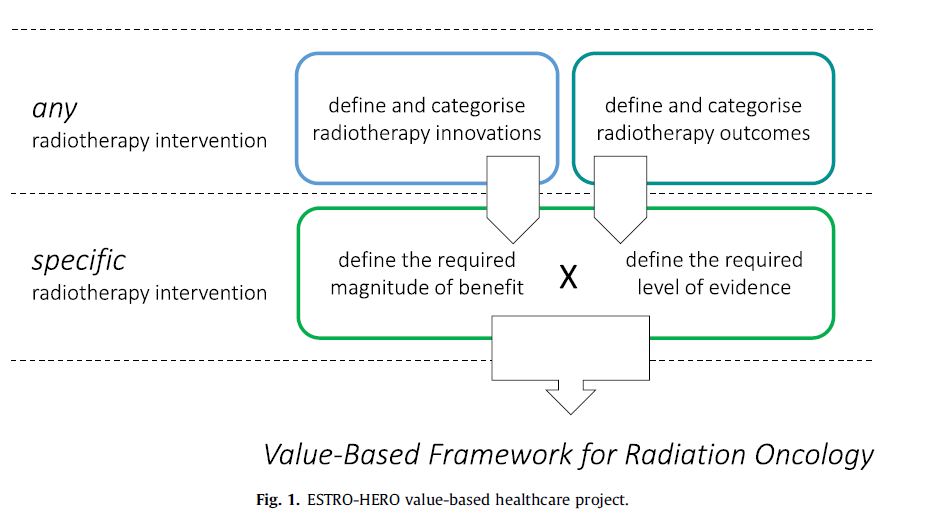 any
radiotherapy intervention
define and categorise
radiotherapy innovations
define and categorise
radiotherapy outcomes
specific
radiotherapy intervention
define the required
magnitude of benefit
X
define the required
level of evidence
Value-Based Framework for Radiation Oncology
Fig. 1. ESTRO-HERO value-based healthcare project.